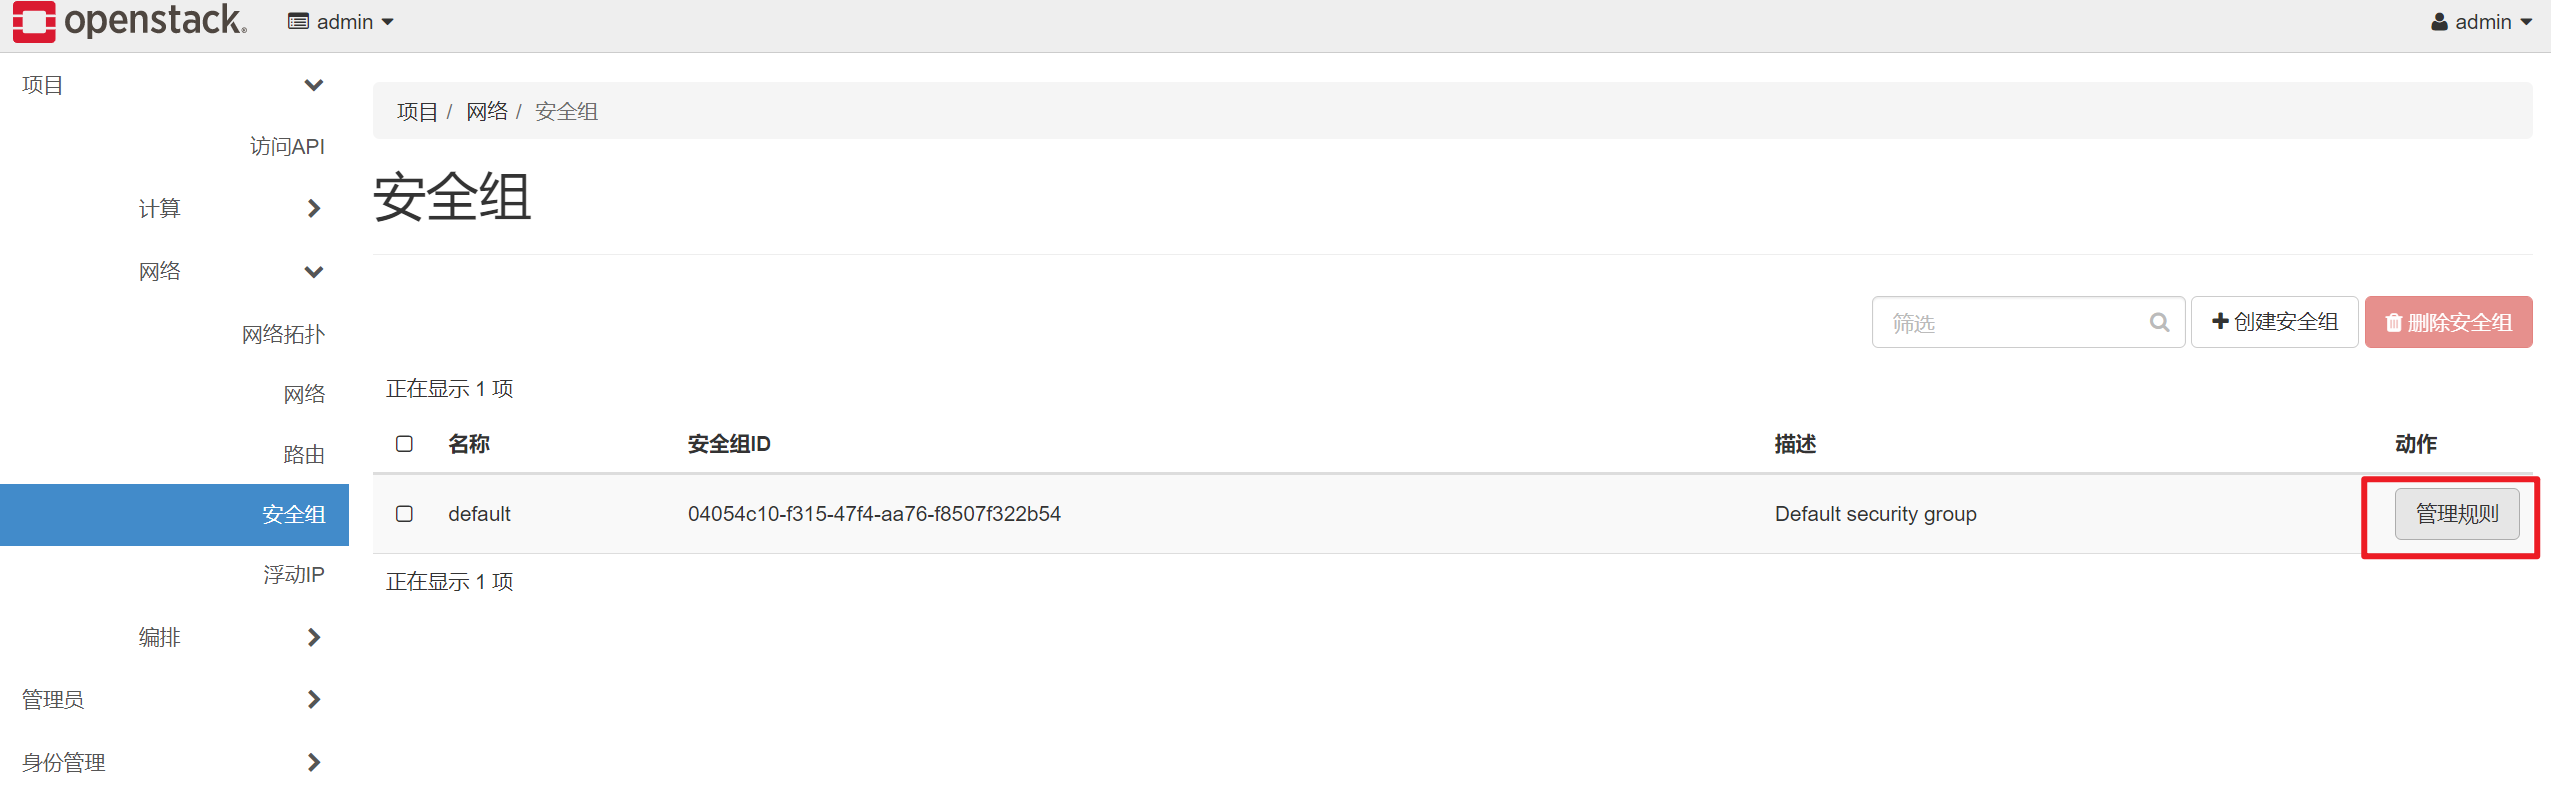 openstack. admin admin
项目
访问API
计算
网络
网络拓扑
网络
路由
安全组
浮动IP
编排
管理员
身份管理
项目 / 网络 / 安全组
安全组
筛选 创建安全组 删除安全组
正在显示 1 项
名称 安全组ID 描述 动作
default 04054c10-f315-47f4-aa76-f8507f322b54 Default security group 管理规则
正在显示 1 项